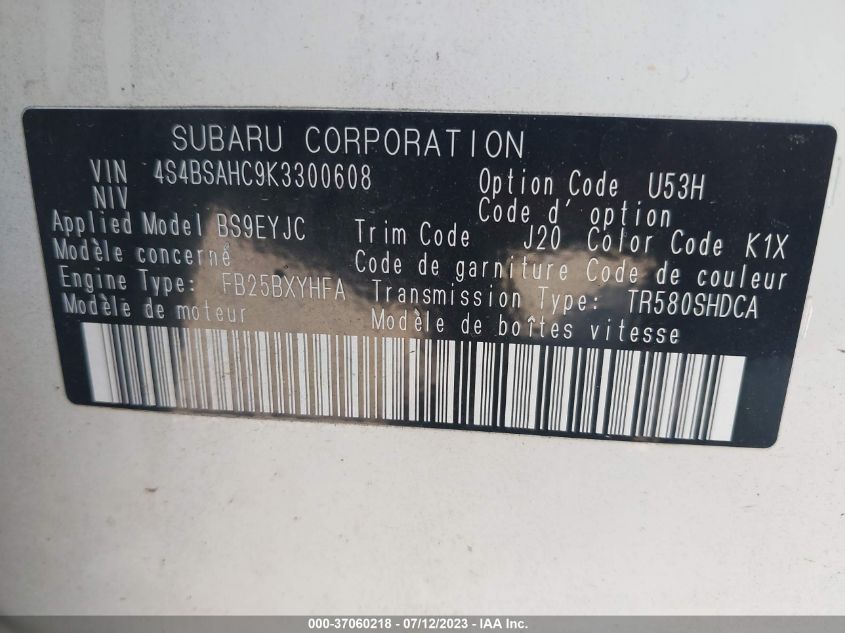 SUBARU CORPORATION
VIN 4S4BSAHC9K3300608 Option Code U53H
NIV Code d' option
Applied Model BS9EYJC Trim Code J20 Color Code K1X
Modèle concerné Code de garniture Code de couleur
Engine Type: FB25BXYHFA Transmission Type: TR580SHDCA
Modèle de moteur Modèle de boîtes vitesse
000-37060218 - 07/12/2023 - IAA Inc.